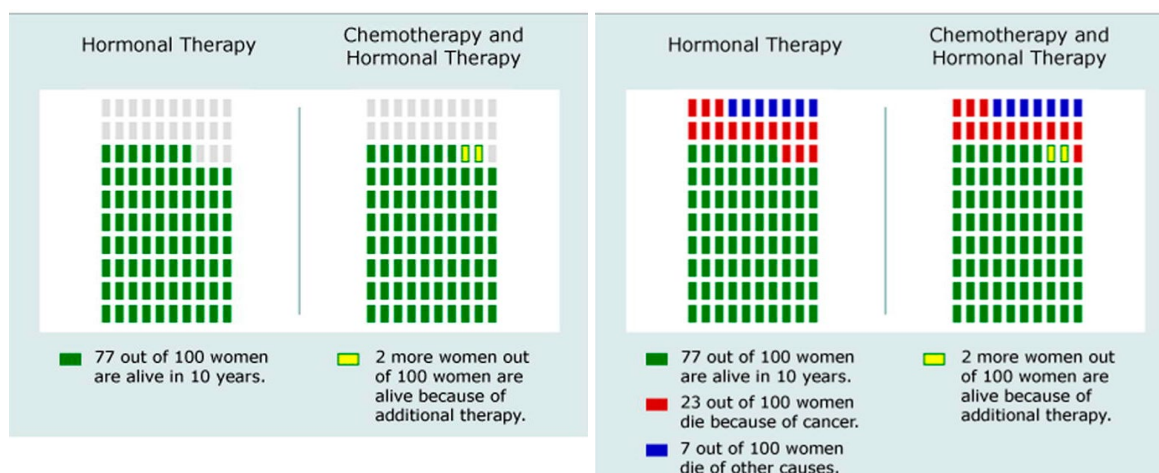 Hormonal Therapy
Chemotherapy and
Hormonal Therapy
77 out of 100 women
are alive in 10 years.
2 more women out
of 100 women are
alive because of
additional therapy.
Hormonal Therapy
Chemotherapy and
Hormonal Therapy
77 out of 100 women
are alive in 10 years.
23 out of 100 women
die because of cancer.
7 out of 100 women
die of other causes.
2 more women out
of 100 women are
alive because of
additional therapy.